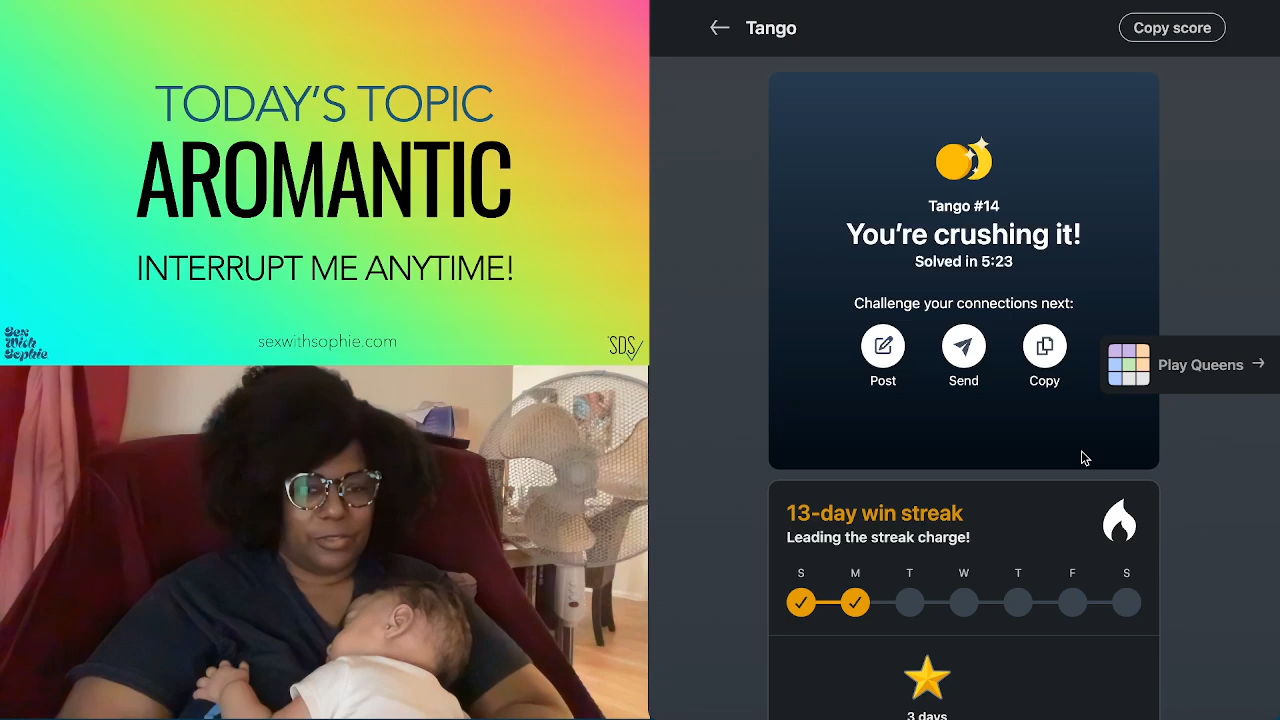 TODAY'S TOPIC
AROMANTIC
INTERRUPT ME ANYTIME!
Sex
With
Sophie
sexwithsophie.com
SDS
Tango
Copy score
Tango #14
You're crushing it!
Solved in 5:23
Challenge your connections next:
Post
Send
Copy
Play Queens
13-day win streak
Leading the streak charge!
S M T W T F S
3 days